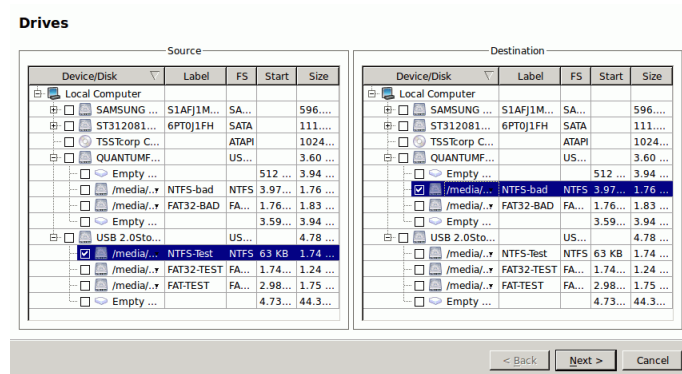 Drives
Source
Device/Disk Label FS Start Size
Local Computer
SAMSUNG ... S1AFJ1M... SA... 596....
ST312081... 6PT0J1FH SATA 111....
TSSTcorp C... ATAPI 1024...
QUANTUMF... US... 3.60 ...
Empty ... 512 ... 3.94 ...
/media/.. NTFS-bad NTFS 3.97... 1.76 ...
/media/.. FAT32-BAD FA... 1.76... 1.83 ...
Empty ... 3.59... 3.94 ...
USB 2.0Sto... US... 4.78 ...
/media/... NTFS-Test NTFS 63 KB 1.74 ...
/media/.. FAT32-TEST FA... 1.74... 1.24 ...
/media/.. FAT-TEST FA... 2.98... 1.75 ...
Empty ... 4.73... 44.3...
Destination
Device/Disk Label FS Start Size
Local Computer
SAMSUNG ... S1AFJ1M... SA... 596....
ST312081... 6PT0J1FH SATA 111....
TSSTcorp C... ATAPI 1024...
QUANTUMF... US... 3.60 ...
Empty ... 512 ... 3.94 ...
/media/... NTFS-bad NTFS 3.97... 1.76 ...
/media/.. FAT32-BAD FA... 1.76... 1.83 ...
Empty ... 3.59... 3.94 ...
USB 2.0Sto... US... 4.78 ...
/media/.. NTFS-Test NTFS 63 KB 1.74 ...
/media/.. FAT32-TEST FA... 1.74... 1.24 ...
/media/.. FAT-TEST FA... 2.98... 1.75 ...
Empty ... 4.73... 44.3...
< Back Next > Cancel